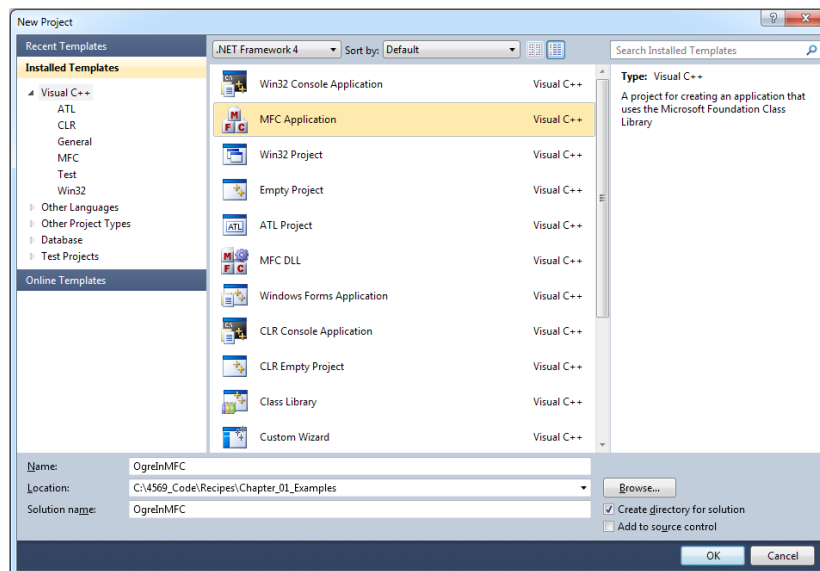 New Project
Recent Templates
Installed Templates
Visual C++
ATL
CLR
General
MFC
Test
Win32
Other Languages
Other Project Types
Database
Test Projects
Online Templates
.NET Framework 4
Sort by: Default
Win32 Console Application Visual C++
MFC Application Visual C++
Win32 Project Visual C++
Empty Project Visual C++
ATL Project Visual C++
MFC DLL Visual C++
Windows Forms Application Visual C++
CLR Console Application Visual C++
CLR Empty Project Visual C++
Class Library Visual C++
Custom Wizard Visual C++
Search Installed Templates
Type: Visual C++
A project for creating an application that
uses the Microsoft Foundation Class
Library
Name: OgreInMFC
Location: C:\4569_Code\Recipes\Chapter_01_Examples
Browse...
Solution name: OgreInMFC
Create directory for solution
Add to source control
OK Cancel